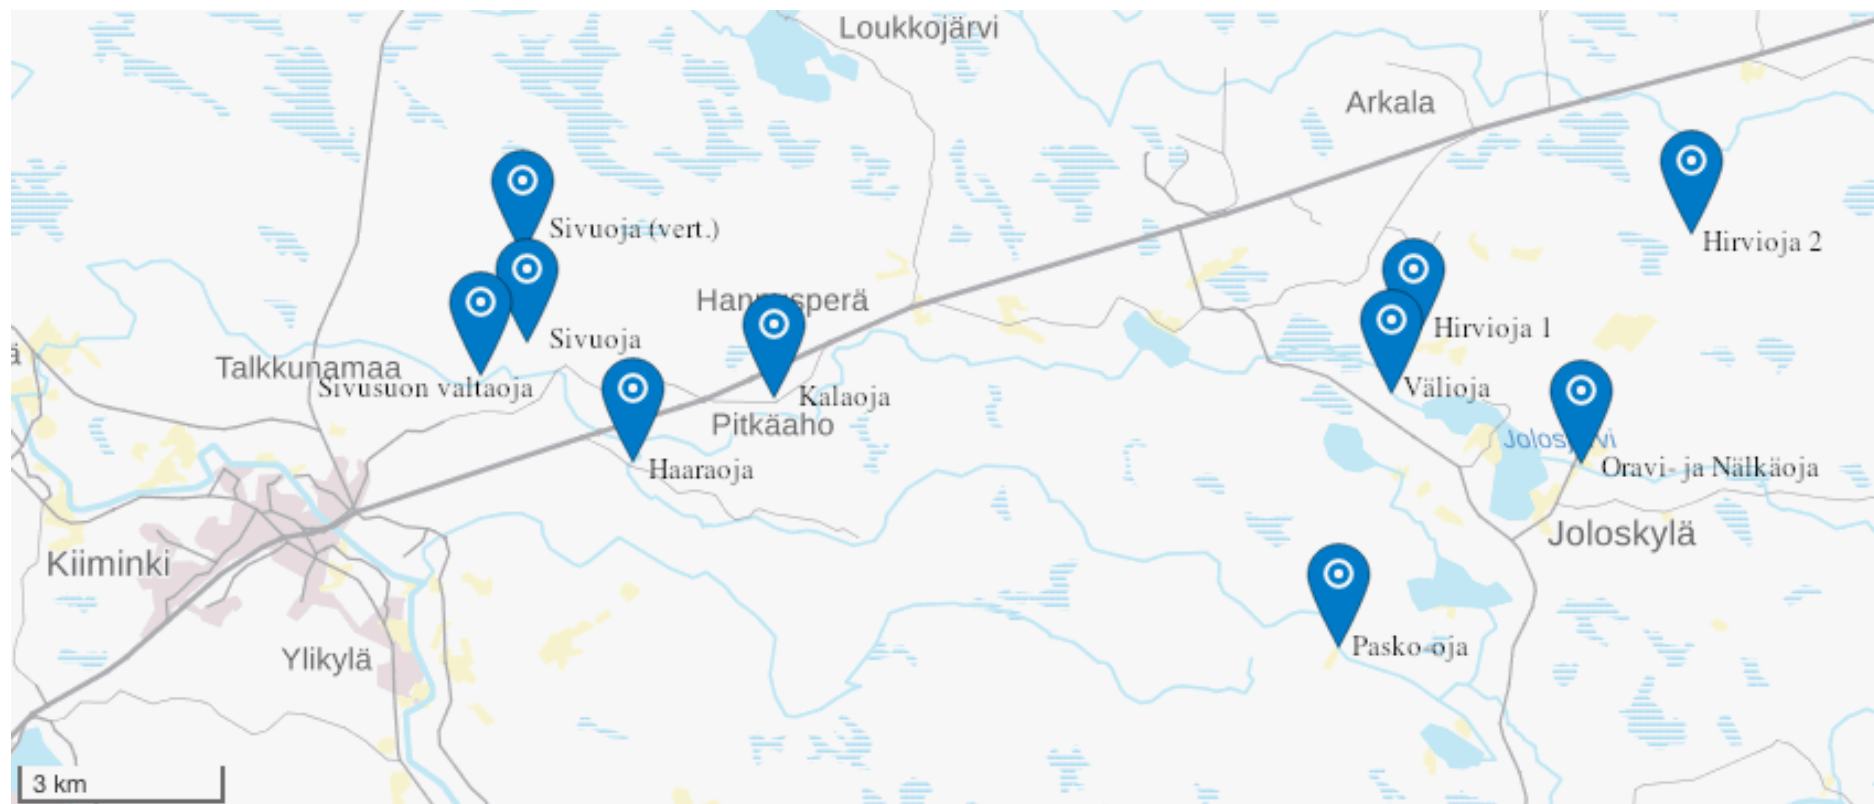 Loukkojärvi
Arkala
Sivuoja (vert.)
Hirvioja 2
Sivuoja
Hirvioja 1
Talkkunamaa
Sivusuon valtaoja
Kalaoja
Välioja
Pitkäaho
Haaraoja
Oravi- ja Nälkäoja
Joloskylä
Kiiminki
Pasko-oja
Ylikylä
3 km